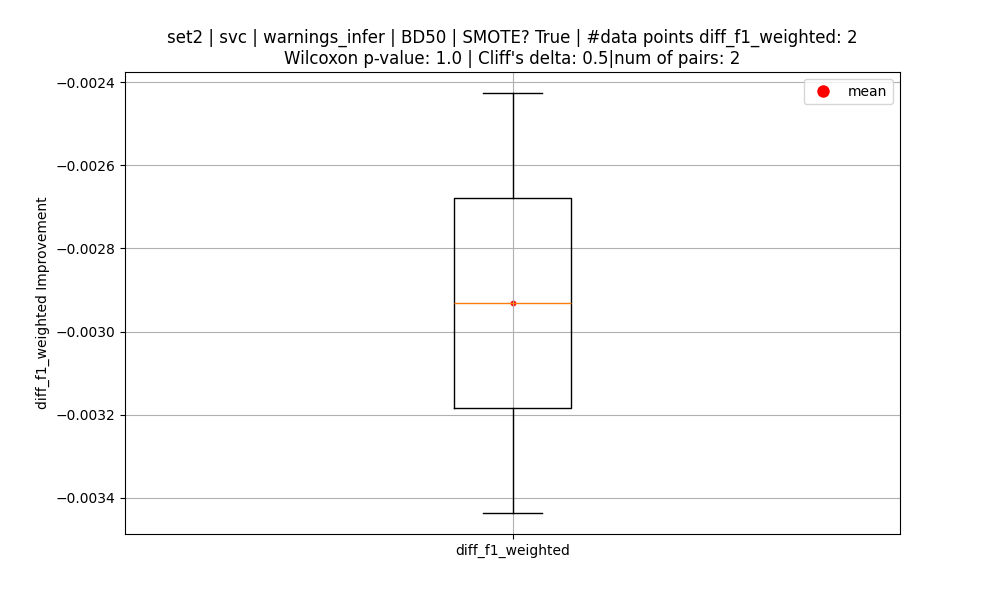 set2 | svc | warnings_infer | BD50 | SMOTE? True | #data points diff_f1_weighted: 2
Wilcoxon p-value: 1.0 | Cliff's delta: 0.5|num of pairs: 2
mean
diff_f1_weighted Improvement
−0.0024
−0.0026
−0.0028
−0.0030
−0.0032
−0.0034
diff_f1_weighted